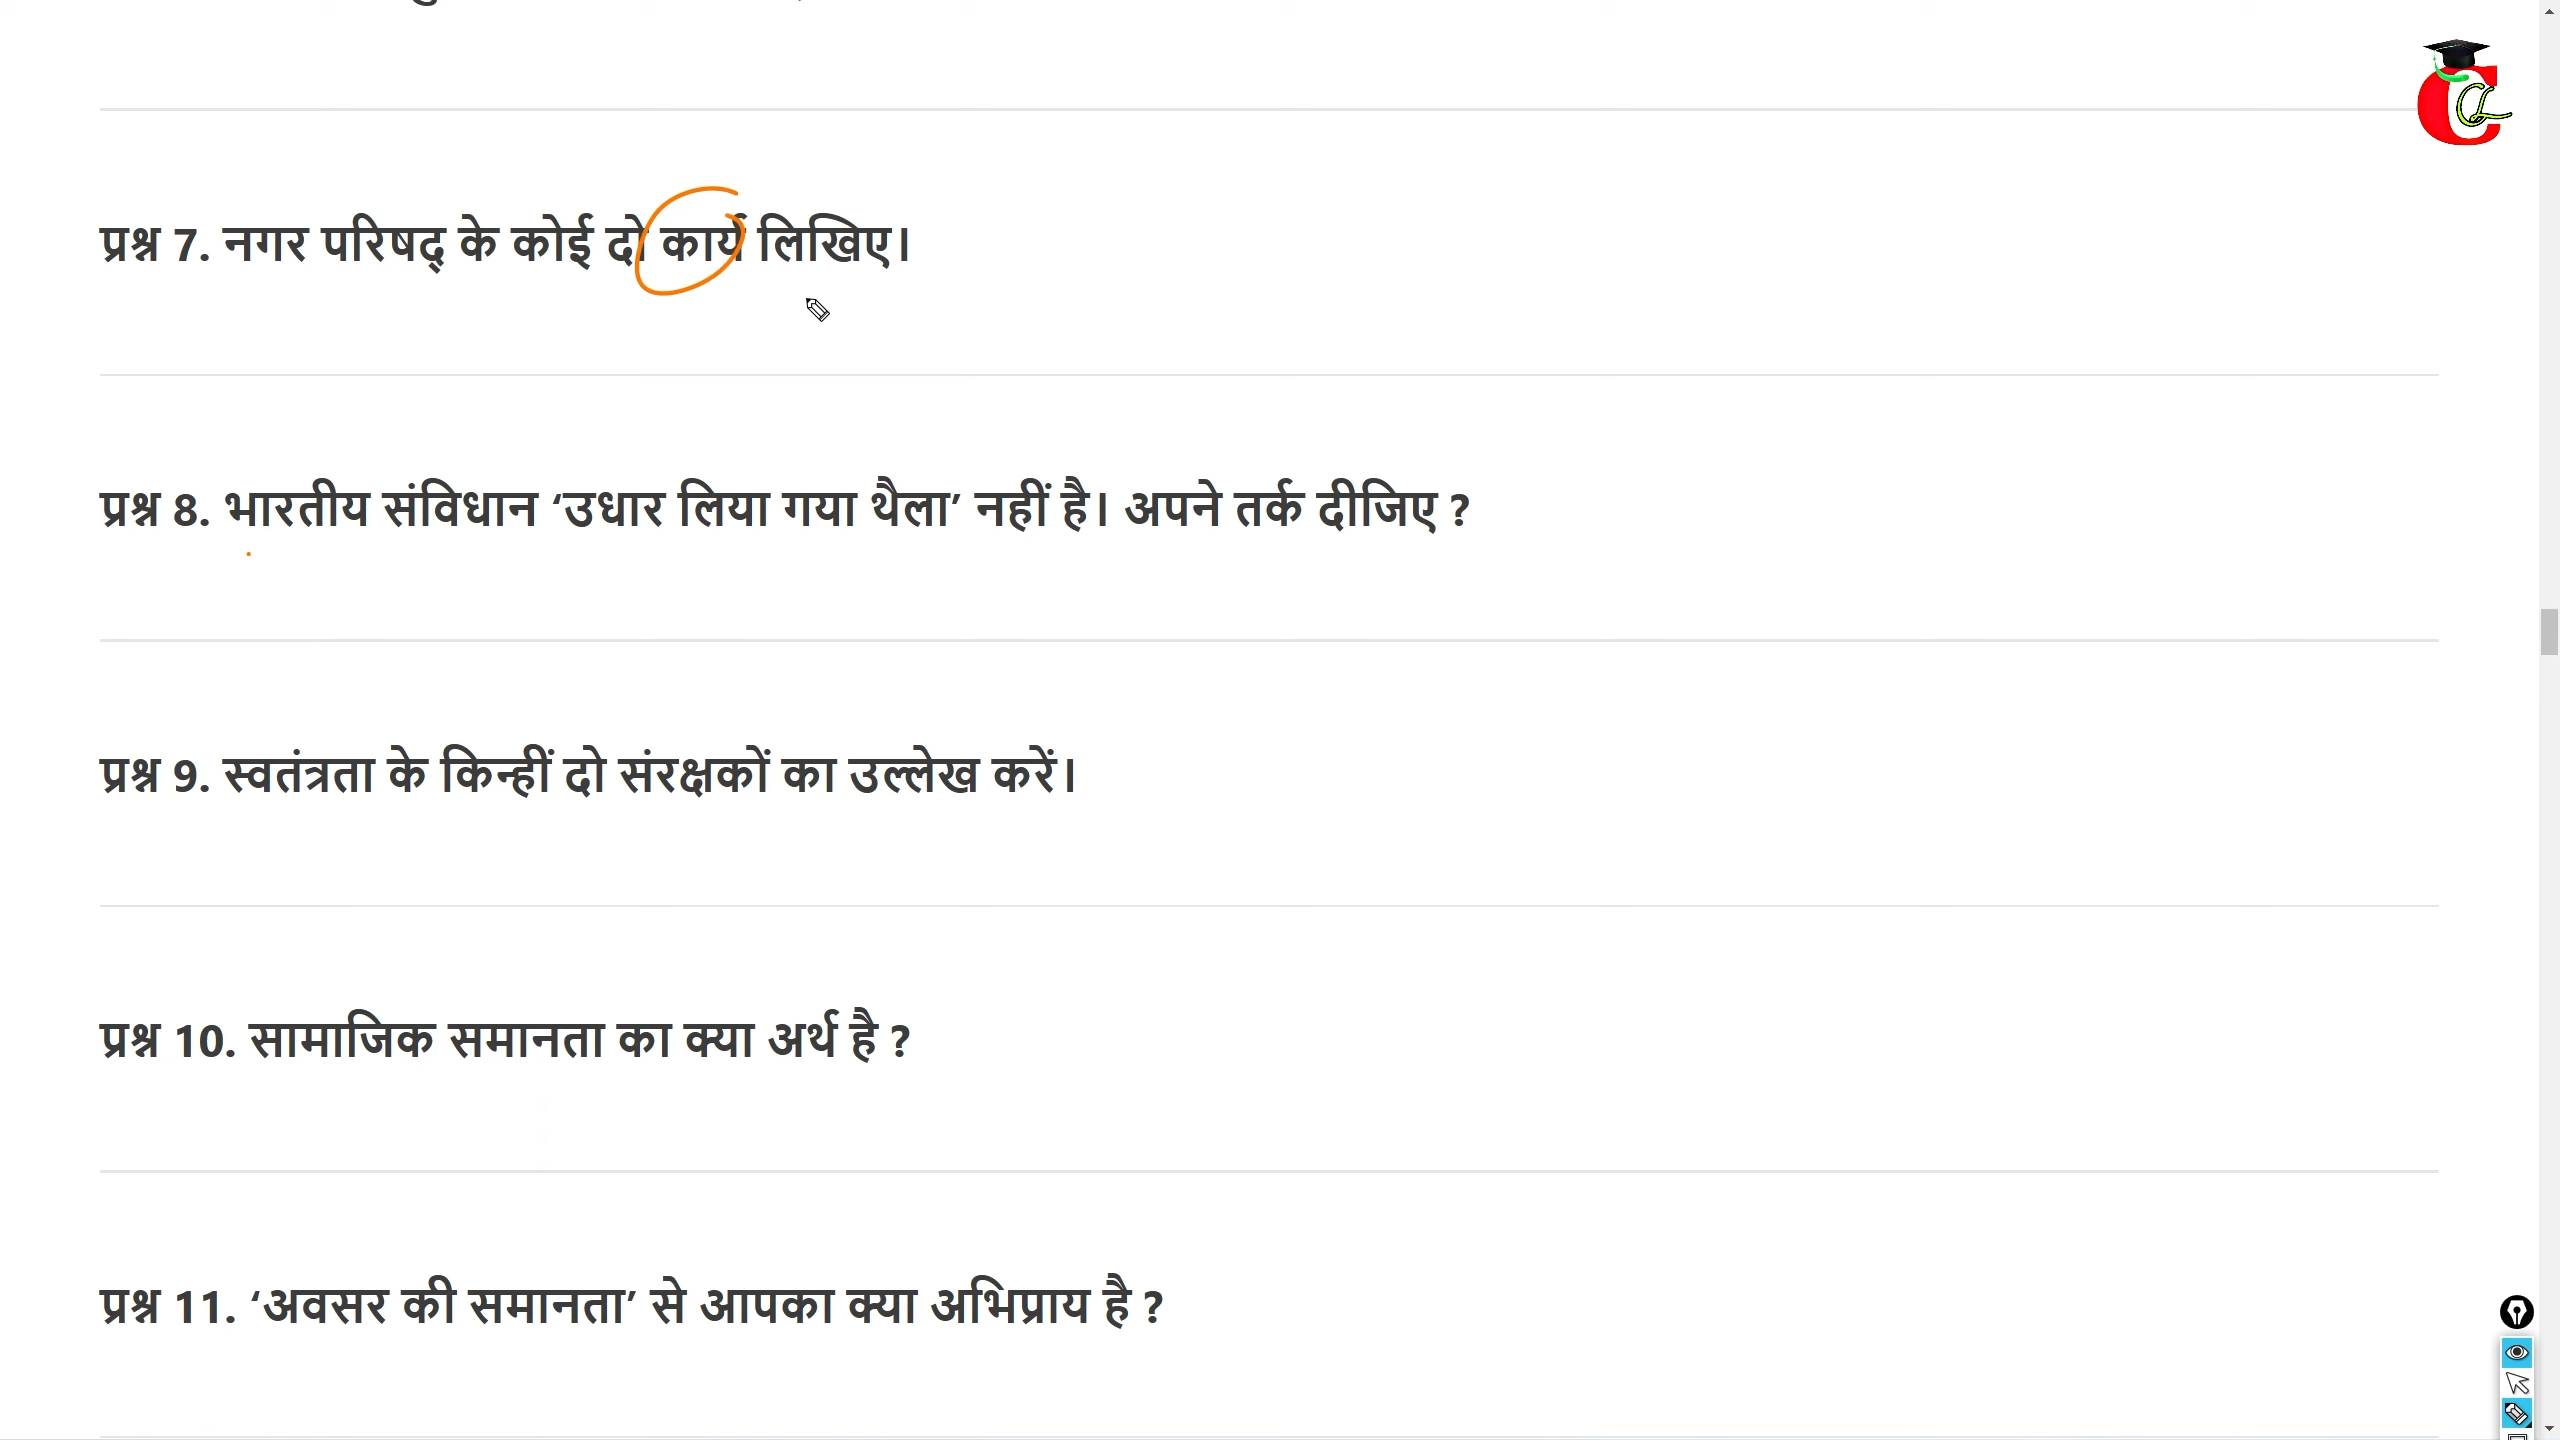 प्रश्न 7. नगर परिषद् के कोई दो कार्य लिखिए।
प्रश्न 8. भारतीय संविधान ‘उधार लिया गया थैला’ नहीं है। अपने तर्क दीजिए ?
प्रश्न 9. स्वतंत्रता के किन्हीं दो संरक्षकों का उल्लेख करें।
प्रश्न 10. सामाजिक समानता का क्या अर्थ है ?
प्रश्न 11. ‘अवसर की समानता’ से आपका क्या अभिप्राय है ?